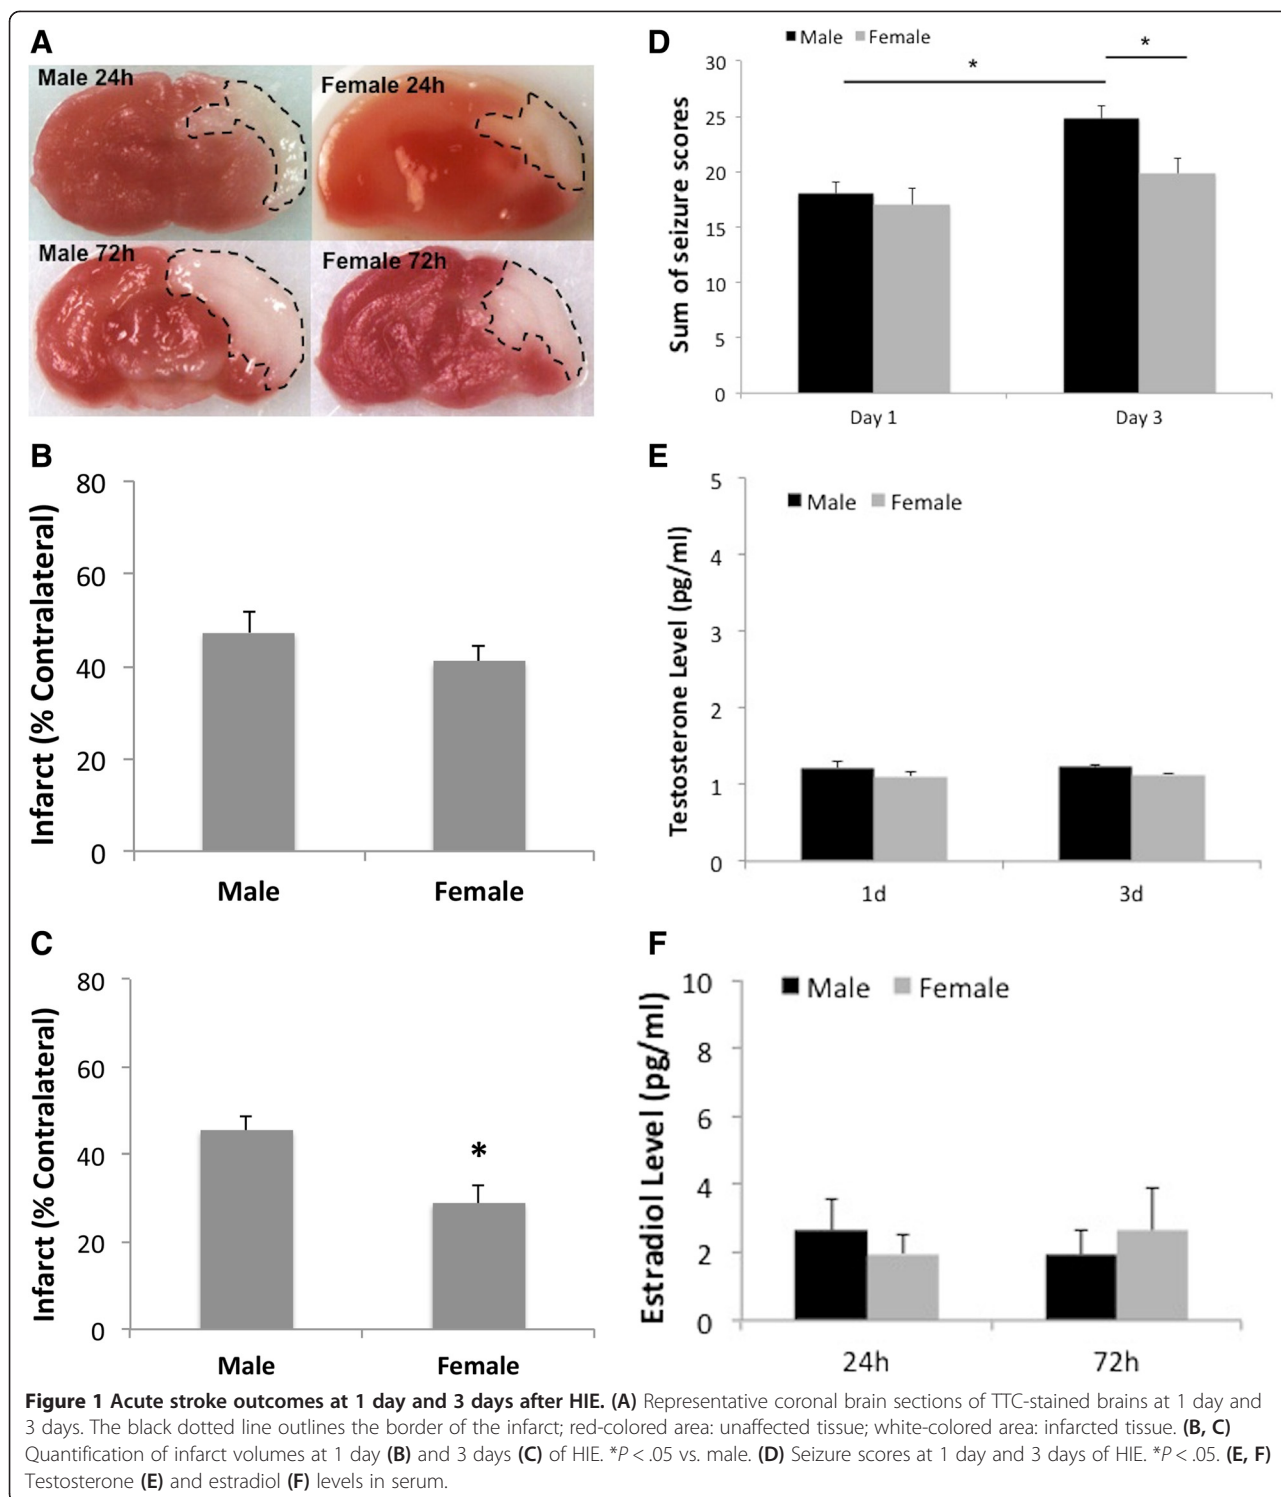 A
Male 24h
Female 24h
Male 72h
Female 72h
B
Infarct (% Contralateral)
80
60
40
20
0
Male
Female
C
Infarct (% Contralateral)
80
60
40
20
0
Male
Female
D
Male
Female
Sum of seizure scores
30
25
20
15
10
5
0
*
*
Day 1
Day 3
E
Male
Female
Testosterone Level (pg/ml)
5
4
3
2
1
0
1d
3d
F
Male
Female
Estradiol Level (pg/ml)
10
8
6
4
2
0
24h
72h
*
Figure 1 Acute stroke outcomes at 1 day and 3 days after HIE. (A) Representative coronal brain sections of TTC-stained brains at 1 day and
3 days. The black dotted line outlines the border of the infarct; red-colored area: unaffected tissue; white-colored area: infarcted tissue. (B, C)
Quantification of infarct volumes at 1 day (B) and 3 days (C) of HIE. *P < .05 vs. male. (D) Seizure scores at 1 day and 3 days of HIE. *P < .05. (E, F)
Testosterone (E) and estradiol (F) levels in serum.